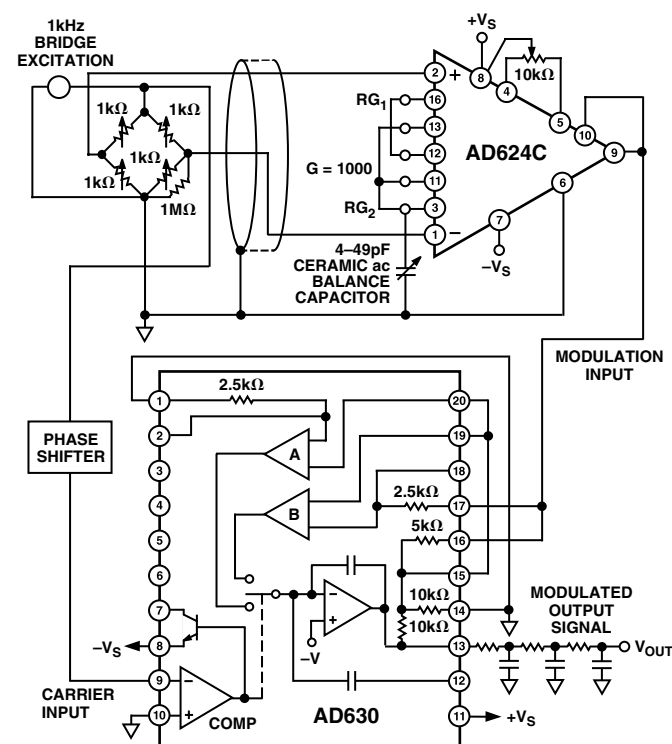 1kHz
BRIDGE
EXCITATION
1kΩ
1kΩ
1kΩ
1kΩ
1MΩ
+VS
10kΩ
2
+
8
4
5
10
9
RG1
16
13
12
G = 1000
11
RG2
3
1
–
AD624C
6
7
–VS
4–49pF
CERAMIC ac
BALANCE
CAPACITOR
MODULATION
INPUT
PHASE
SHIFTER
1
2.5kΩ
20
2
19
A
3
18
4
2.5kΩ
17
B
5
5kΩ
16
6
15
7
10kΩ
14
10kΩ
–
+
–V
8
–VS
13
MODULATED
OUTPUT
SIGNAL
VOUT
9
–
12
CARRIER
INPUT
10
+
COMP
AD630
11
+VS